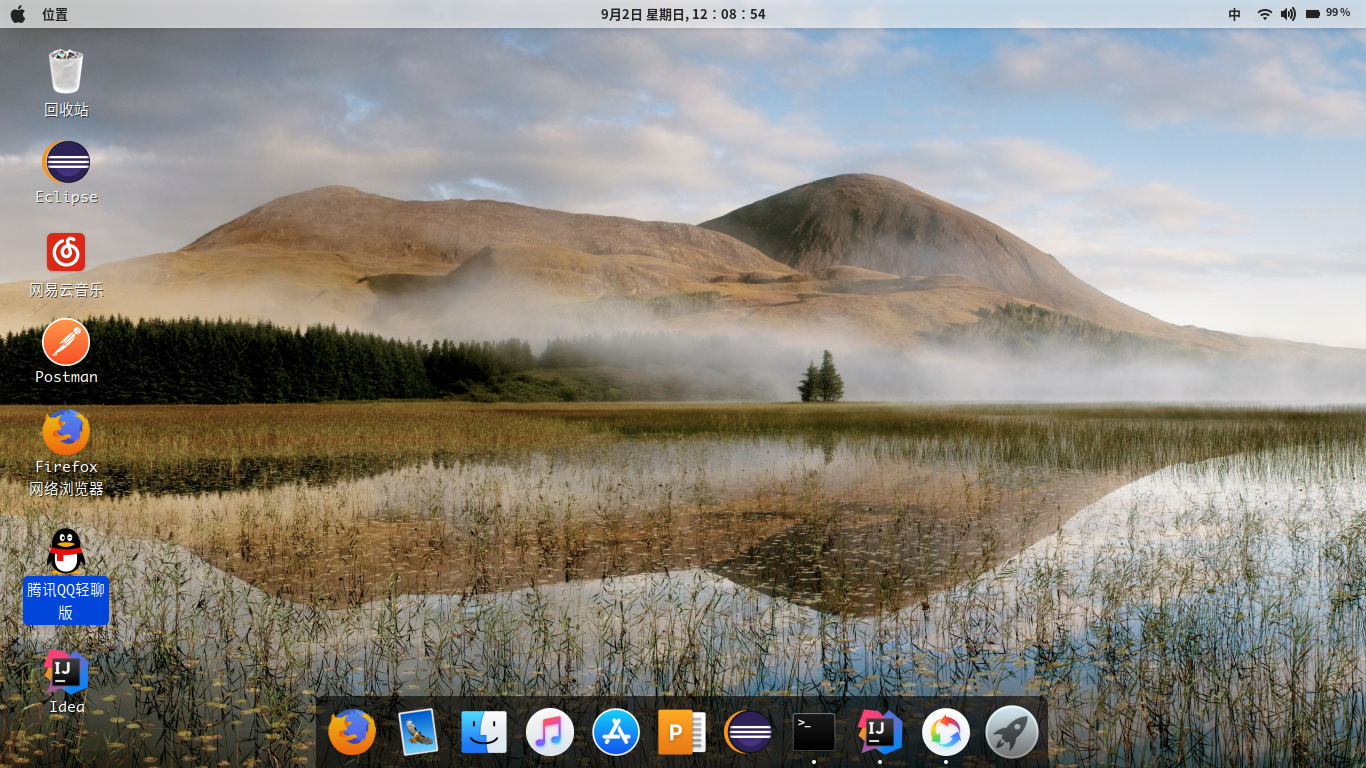 位置
9月2日 星期日, 12：08：54
中
99%
回收站
Eclipse
网易云音乐
Postman
Firefox
网络浏览器
腾讯QQ轻聊
版
IJ
Idea
P
>_
IJ